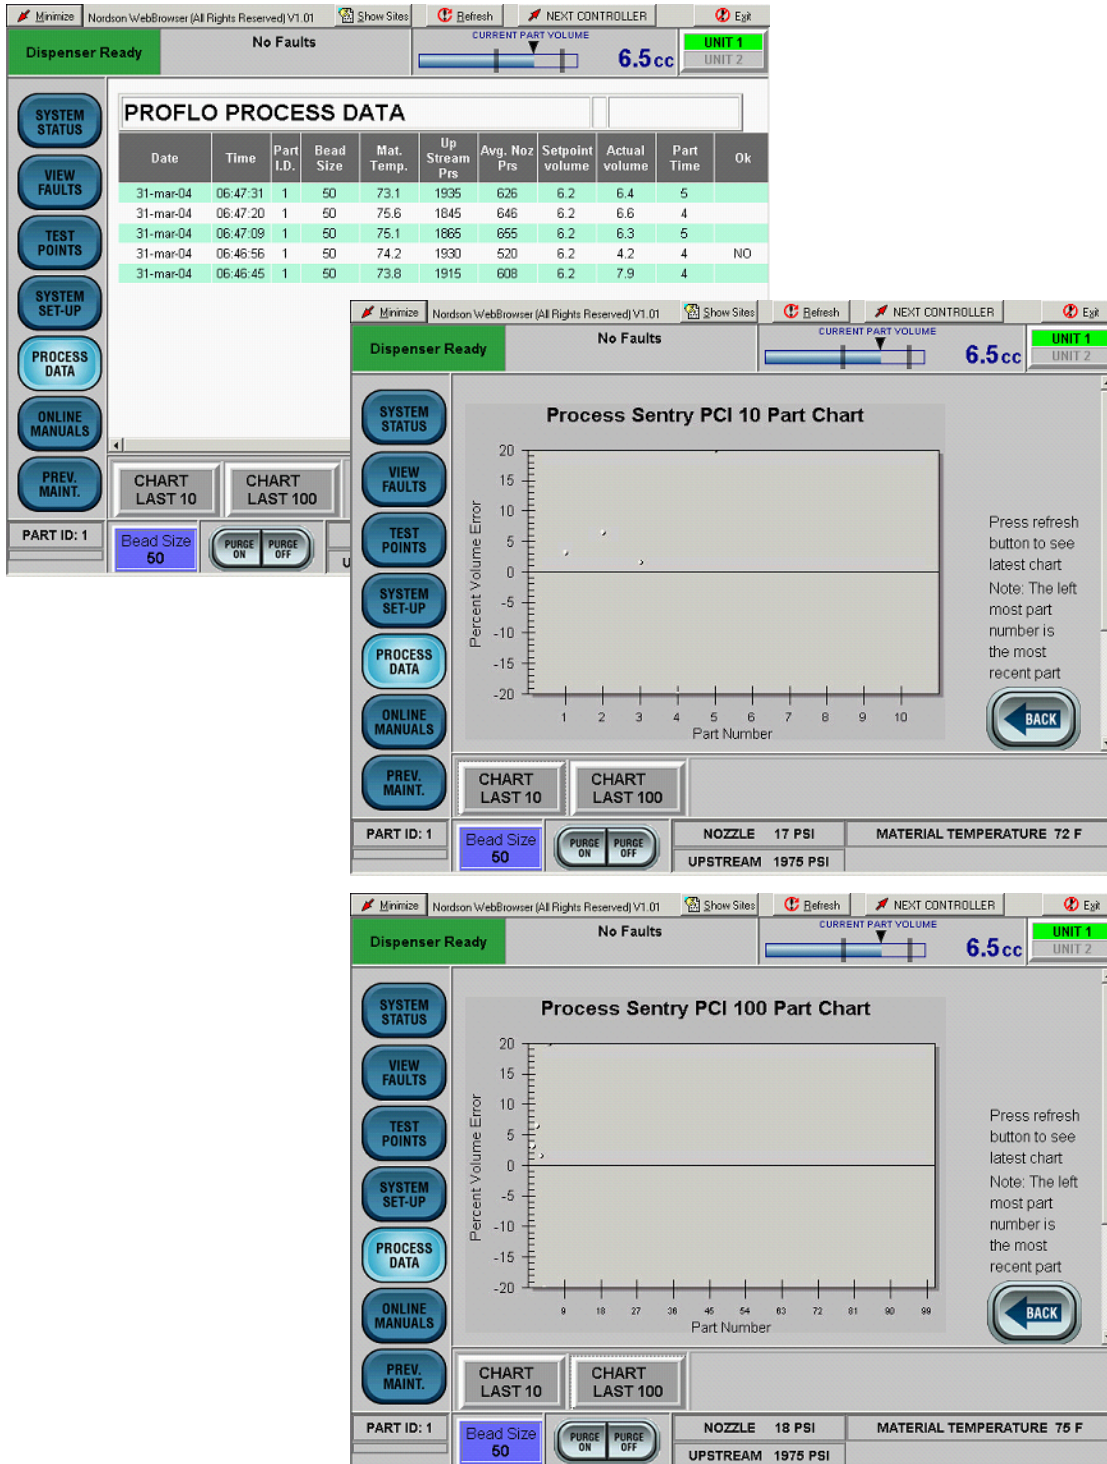 Minimize Nordson WebBrowser (All Rights Reserved) V1.01 Show Sites Refresh NEXT CONTROLLER Exit
Dispenser Ready No Faults CURRENT PART VOLUME 6.5cc UNIT 1
UNIT 2
SYSTEM STATUS
VIEW FAULTS
TEST POINTS
SYSTEM SET-UP
PROCESS DATA
ONLINE MANUALS
PREV. MAINT.
PROFLO PROCESS DATA
Date Time Part I.D. Bead Size Mat. Temp. Up Stream Prs Avg. Noz Prs Setpoint volume Actual volume Part Time Ok
31-mar-04 06:47:31 1 50 73.1 1935 626 6.2 6.4 5
31-mar-04 06:47:20 1 50 75.6 1845 646 6.2 6.6 4
31-mar-04 06:47:09 1 50 75.1 1865 655 6.2 6.3 5
31-mar-04 06:46:56 1 50 74.2 1930 520 6.2 4.2 4 NO
31-mar-04 06:46:45 1 50 73.8 1915 608 6.2 7.9 4
CHART LAST 10
CHART LAST 100
PART ID: 1
Bead Size
50
PURGE ON PURGE OFF
U
Minimize Nordson WebBrowser (All Rights Reserved) V1.01 Show Sites Refresh NEXT CONTROLLER Exit
Dispenser Ready No Faults CURRENT PART VOLUME 6.5cc UNIT 1
UNIT 2
SYSTEM STATUS
VIEW FAULTS
TEST POINTS
SYSTEM SET-UP
PROCESS DATA
ONLINE MANUALS
PREV. MAINT.
Process Sentry PCI 10 Part Chart
Percent Volume Error
20
15
10
5
0
-5
-10
-15
-20
1 2 3 4 5 6 7 8 9 10
Part Number
Press refresh
button to see
latest chart
Note: The left
most part
number is
the most
recent part
BACK
CHART LAST 10
CHART LAST 100
PART ID: 1
Bead Size
50
PURGE ON PURGE OFF
NOZZLE 17 PSI MATERIAL TEMPERATURE 72 F
UPSTREAM 1975 PSI
Minimize Nordson WebBrowser (All Rights Reserved) V1.01 Show Sites Refresh NEXT CONTROLLER Exit
Dispenser Ready No Faults CURRENT PART VOLUME 6.5cc UNIT 1
UNIT 2
SYSTEM STATUS
VIEW FAULTS
TEST POINTS
SYSTEM SET-UP
PROCESS DATA
ONLINE MANUALS
PREV. MAINT.
Process Sentry PCI 100 Part Chart
Percent Volume Error
20
15
10
5
0
-5
-10
-15
-20
9 18 27 36 45 54 63 72 81 90 99
Part Number
Press refresh
button to see
latest chart
Note: The left
most part
number is
the most
recent part
BACK
CHART LAST 10
CHART LAST 100
PART ID: 1
Bead Size
50
PURGE ON PURGE OFF
NOZZLE 18 PSI MATERIAL TEMPERATURE 75 F
UPSTREAM 1975 PSI